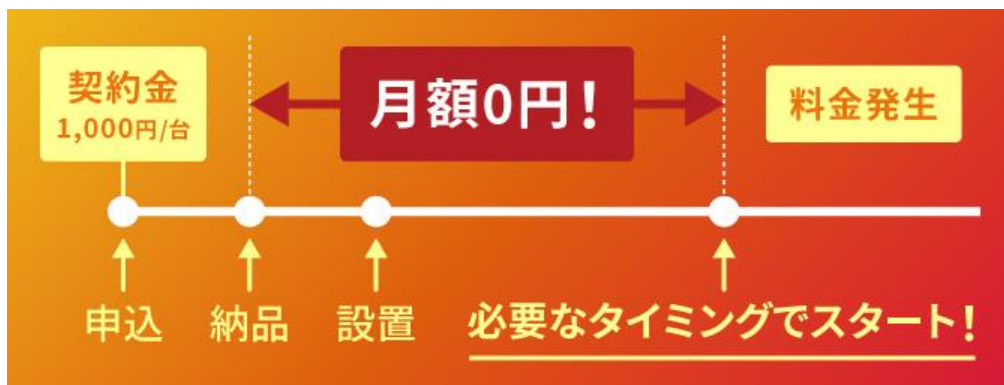 契約金
1,000円/台
月額0円!
料金発生
申込
納品
設置
必要なタイミングでスタート!